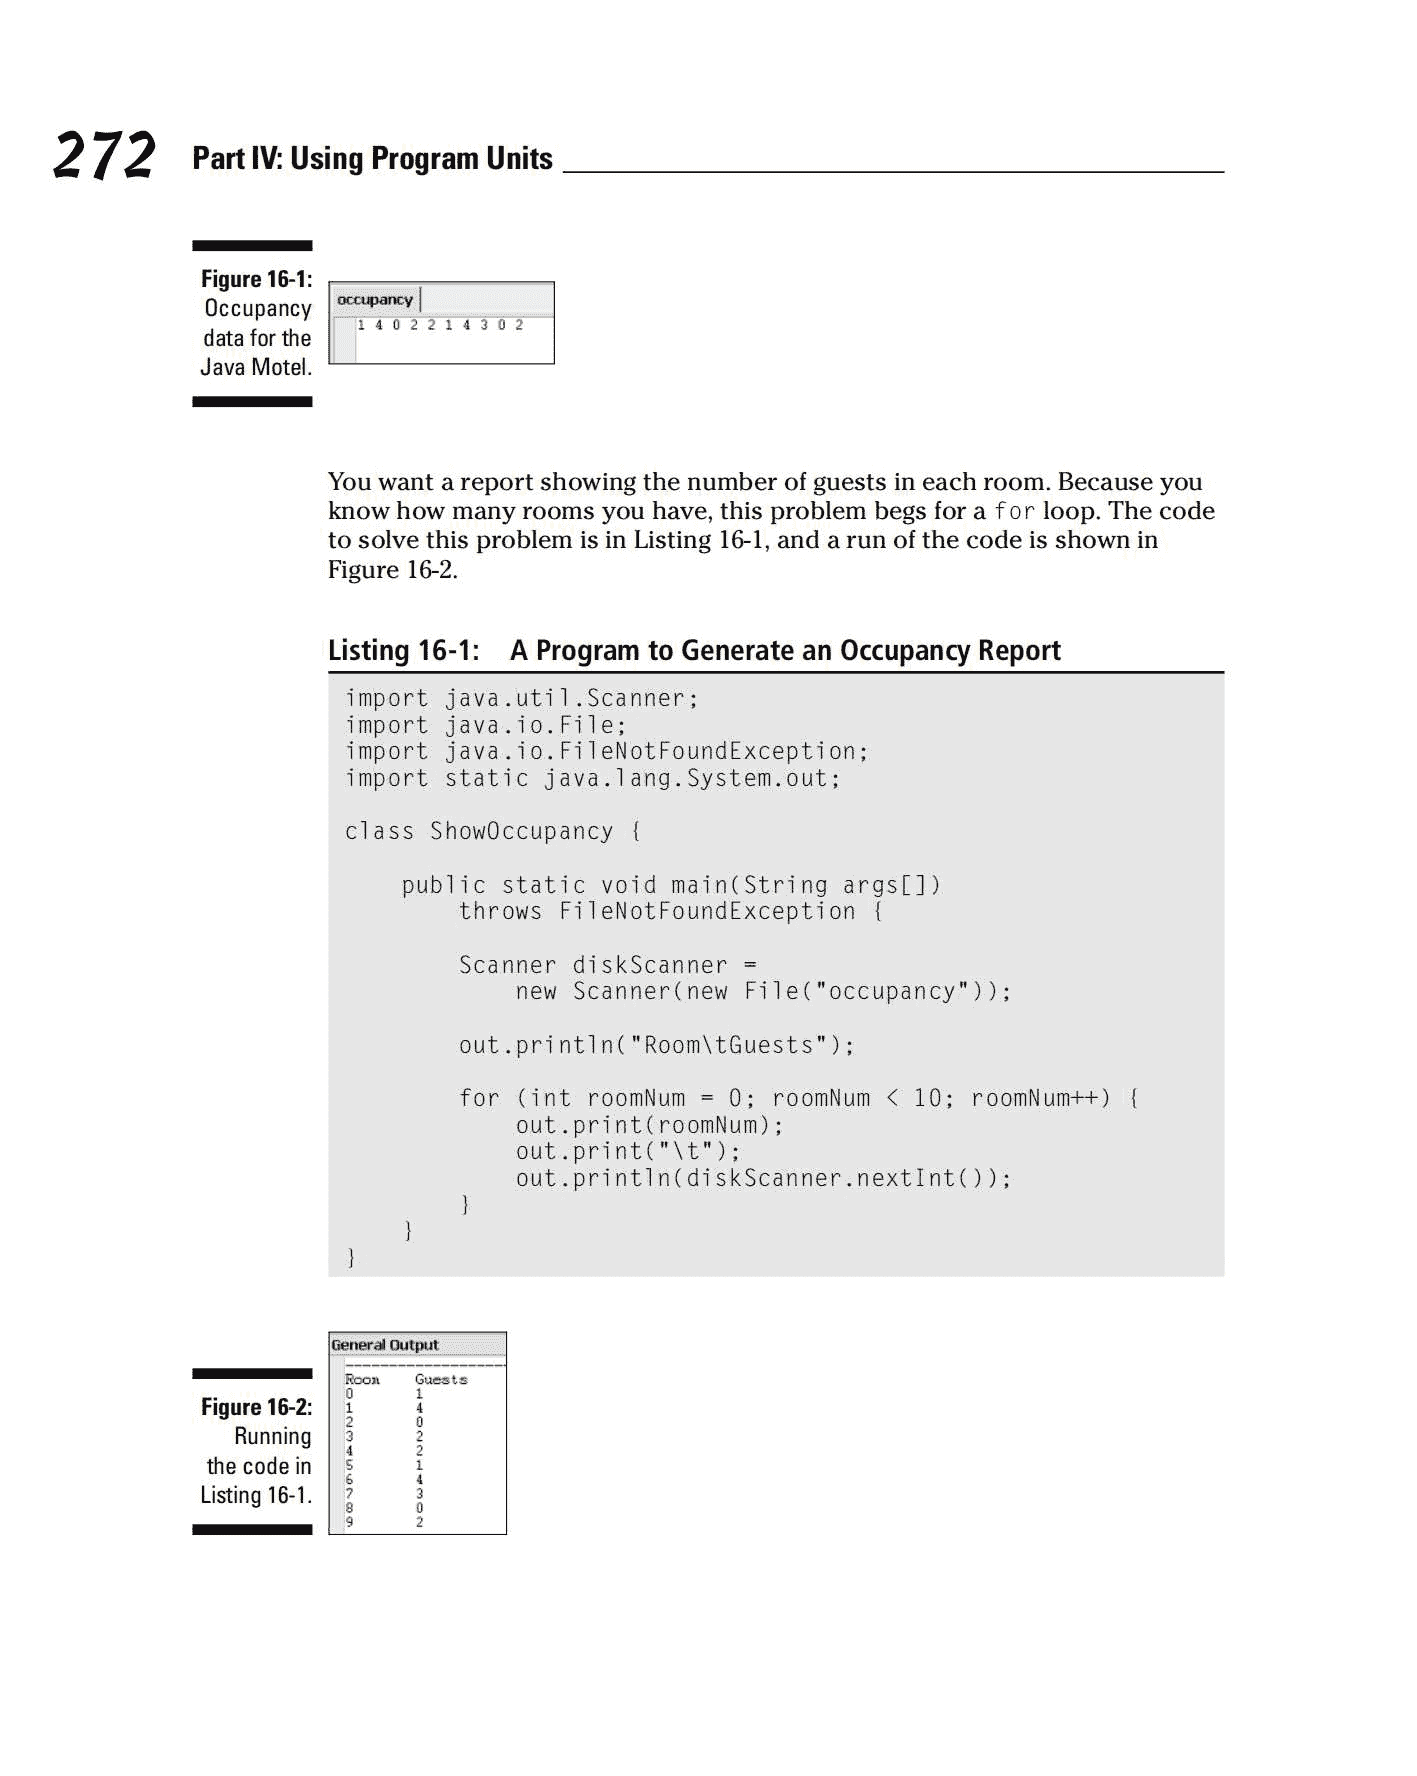 272 Part IV: Using Program Units
Figure 16-1:
Occupancy
data for the
Java Motel.
occupancy
1 4 0 2 2 1 4 3 0 2
You want a report showing the number of guests in each room. Because you
know how many rooms you have, this problem begs for a for loop. The code
to solve this problem is in Listing 16-1, and a run of the code is shown in
Figure 16-2.
Listing 16-1: A Program to Generate an Occupancy Report
import java.util.Scanner;
import java.io.File;
import java.io.FileNotFoundException;
import static java.lang.System.out;
class ShowOccupancy {
public static void main(String args[])
throws FileNotFoundException {
Scanner diskScanner =
new Scanner(new File("occupancy"));
out.println("Room\tGuests");
for (int roomNum = 0; roomNum < 10; roomNum++) {
out.print(roomNum);
out.print("\t");
out.println(diskScanner.nextInt());
}
}
}
Figure 16-2:
Running
the code in
Listing 16-1.
General Output
--------------------
Room Guests
0 1
1 4
2 0
3 2
4 2
5 1
6 4
7 3
8 0
9 2